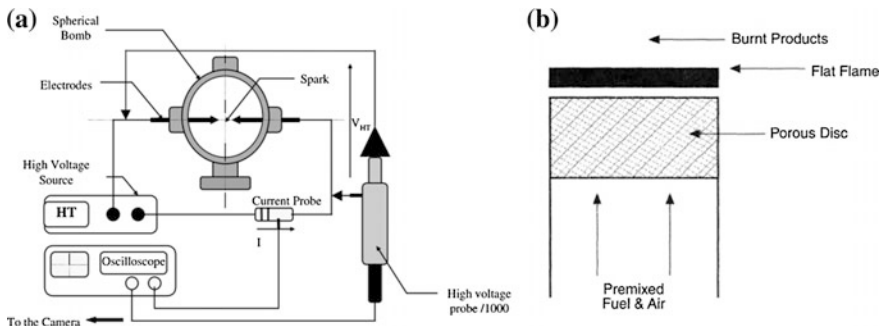 (a)
Spherical
Bomb
Spark
Electrodes
V_HT
High Voltage
Source
HT
Current Probe
I
Oscilloscope
High voltage
probe /1000
To the Camera
(b)
Burnt Products
Flat Flame
Porous Disc
Premixed
Fuel & Air